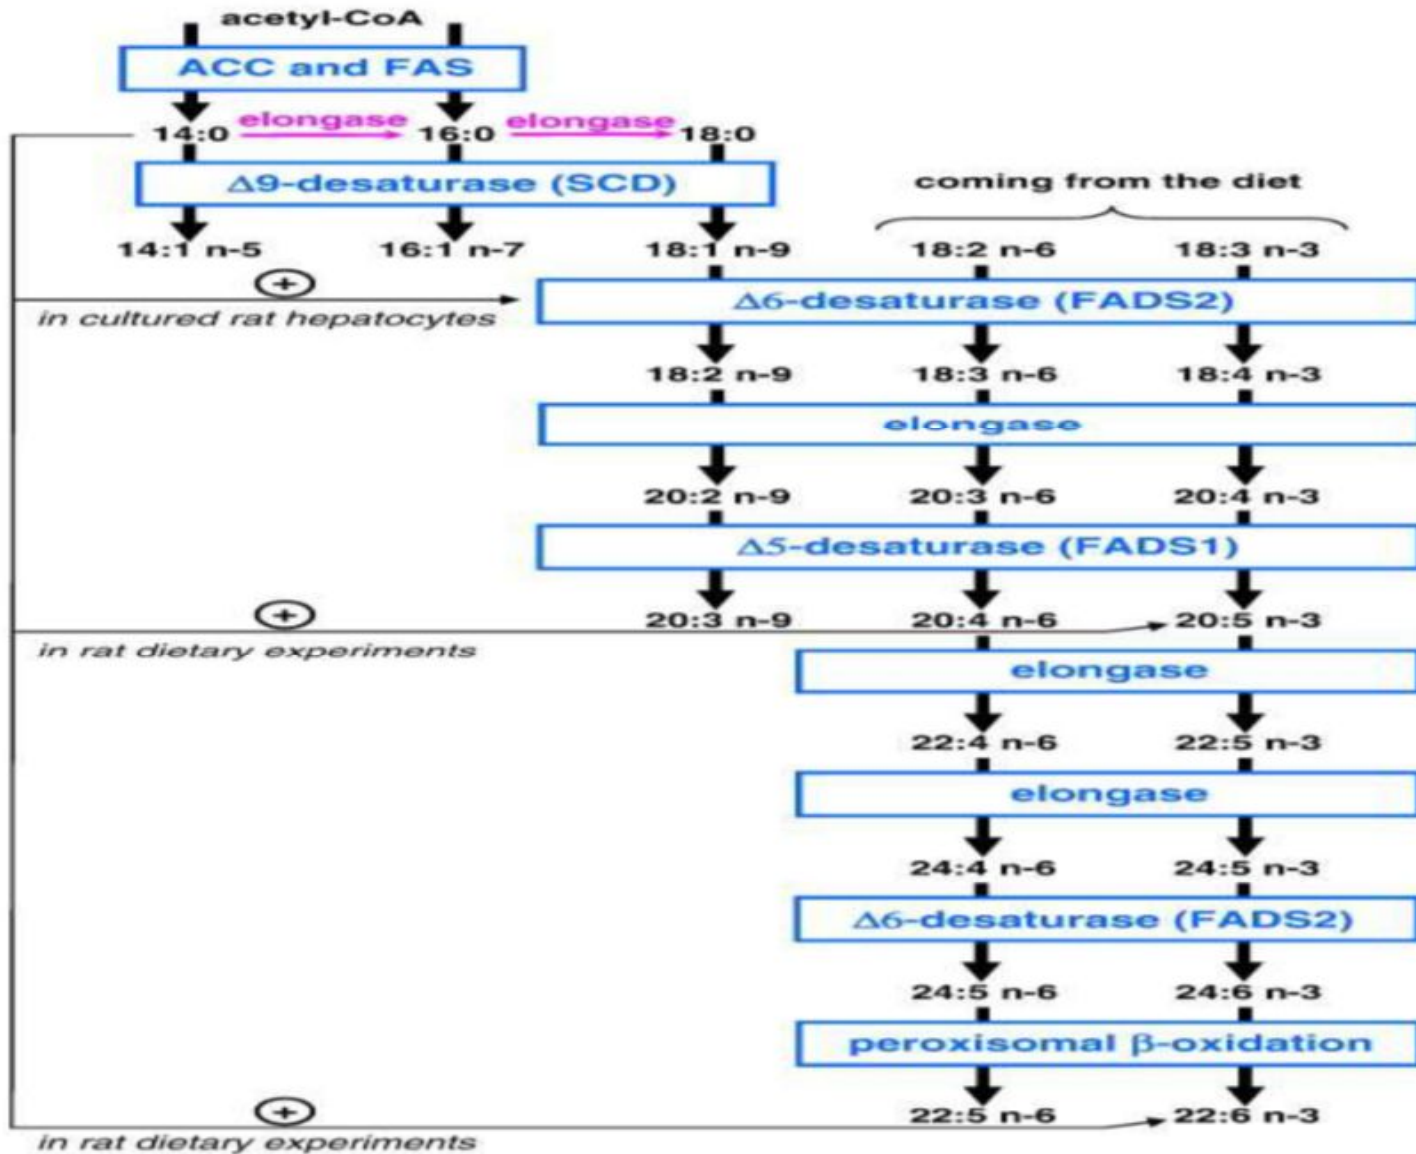 acetyl-CoA
ACC and FAS
14:0 elongase 16:0 elongase 18:0
Δ9-desaturase (SCD)
coming from the diet
14:1 n-5 16:1 n-7 18:1 n-9 18:2 n-6 18:3 n-3
+
Δ6-desaturase (FADS2)
in cultured rat hepatocytes
18:2 n-9 18:3 n-6 18:4 n-3
elongase
20:2 n-9 20:3 n-6 20:4 n-3
Δ5-desaturase (FADS1)
+
20:3 n-9 20:4 n-6 20:5 n-3
in rat dietary experiments
elongase
22:4 n-6 22:5 n-3
elongase
24:4 n-6 24:5 n-3
Δ6-desaturase (FADS2)
24:5 n-6 24:6 n-3
peroxisomal β-oxidation
+
22:5 n-6 22:6 n-3
in rat dietary experiments